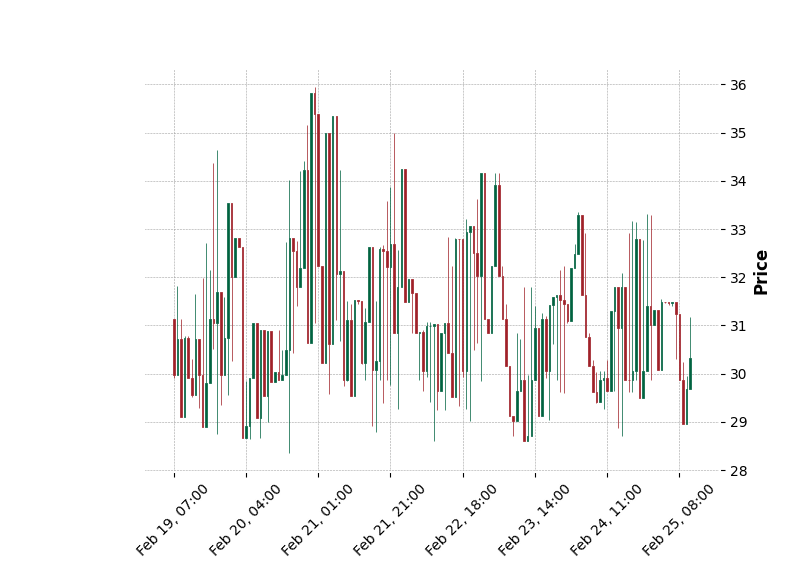 36
35
34
33
32
31
30
29
28
Price
Feb 19, 07:00
Feb 20, 04:00
Feb 21, 01:00
Feb 21, 21:00
Feb 22, 18:00
Feb 23, 14:00
Feb 24, 11:00
Feb 25, 08:00